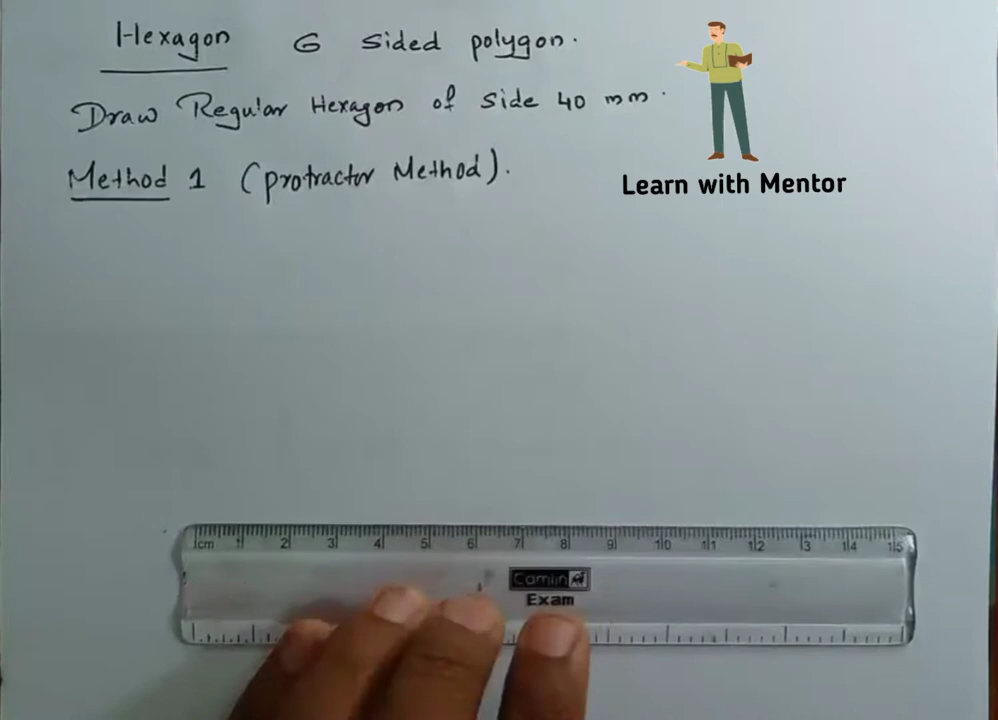 Hexagon 6 sided polygon.
Draw Regular Hexagon of side 40 mm.
Method 1 (protractor Method).
Learn with Mentor
cm 1 2 3 4 5 6 7 8 9 10 11 12 13 14 15
Camlin
Exam